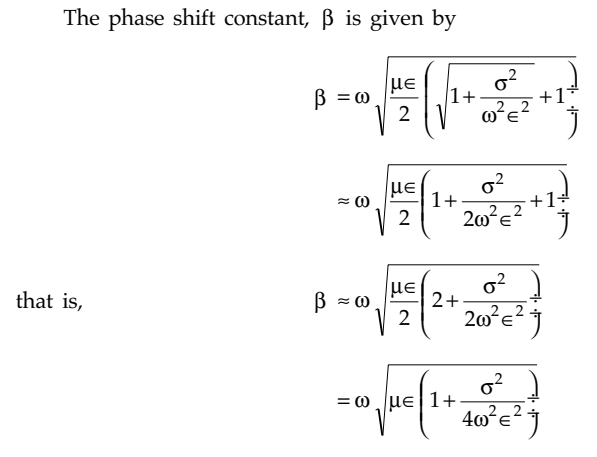 The phase shift constant, β is given by
β = ω √(μ∈/2 (√(1+σ²/ω²∈²) +1÷÷)
≈ ω √(μ∈/2 (1+σ²/2ω²∈² +1÷÷)
that is, β ≈ ω √(μ∈/2 (2+σ²/2ω²∈² ÷÷)
= ω √(μ∈ (1+σ²/4ω²∈² ÷÷)